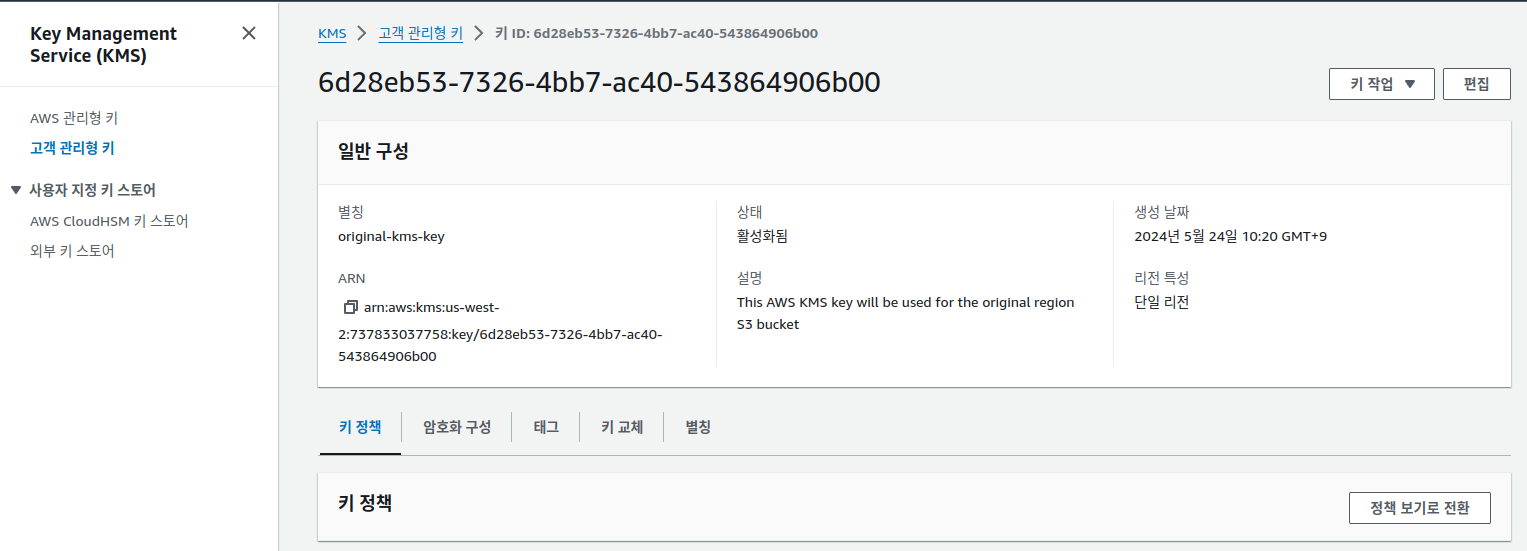 Key Management
Service (KMS)
AWS 관리형 키
고객 관리형 키
사용자 지정 키 스토어
AWS CloudHSM 키 스토어
외부 키 스토어
KMS 고객 관리형 키 키 ID: 6d28eb53-7326-4bb7-ac40-543864906b00
6d28eb53-7326-4bb7-ac40-543864906b00
키 작업
편집
일반 구성
별칭
original-kms-key
ARN
arn:aws:kms:us-west-
2:737833037758:key/6d28eb53-7326-4bb7-ac40-
543864906b00
상태
활성화됨
설명
This AWS KMS key will be used for the original region
S3 bucket
생성 날짜
2024년 5월 24일 10:20 GMT+9
리전 특성
단일 리전
키 정책 암호화 구성 태그 키 교체 별칭
키 정책
정책 보기로 전환